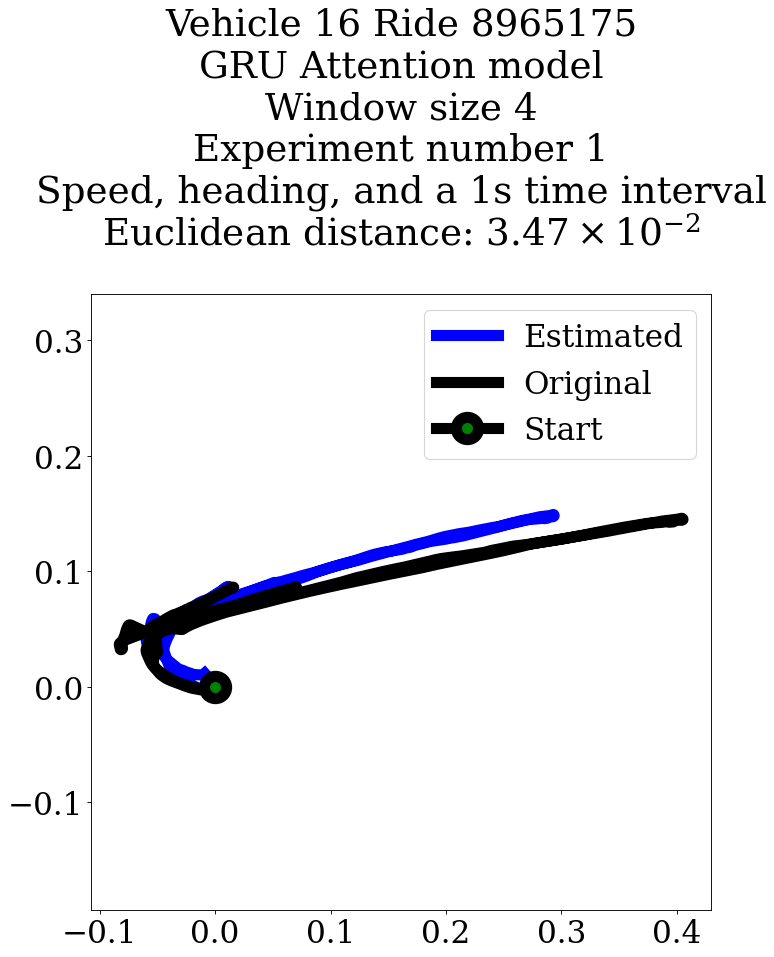 Vehicle 16 Ride 8965175
GRU Attention model
Window size 4
Experiment number 1
Speed, heading, and a 1s time interval
Euclidean distance: 3.47 × 10⁻²
Estimated
Original
Start
0.3
0.2
0.1
0.0
−0.1
−0.1 0.0 0.1 0.2 0.3 0.4